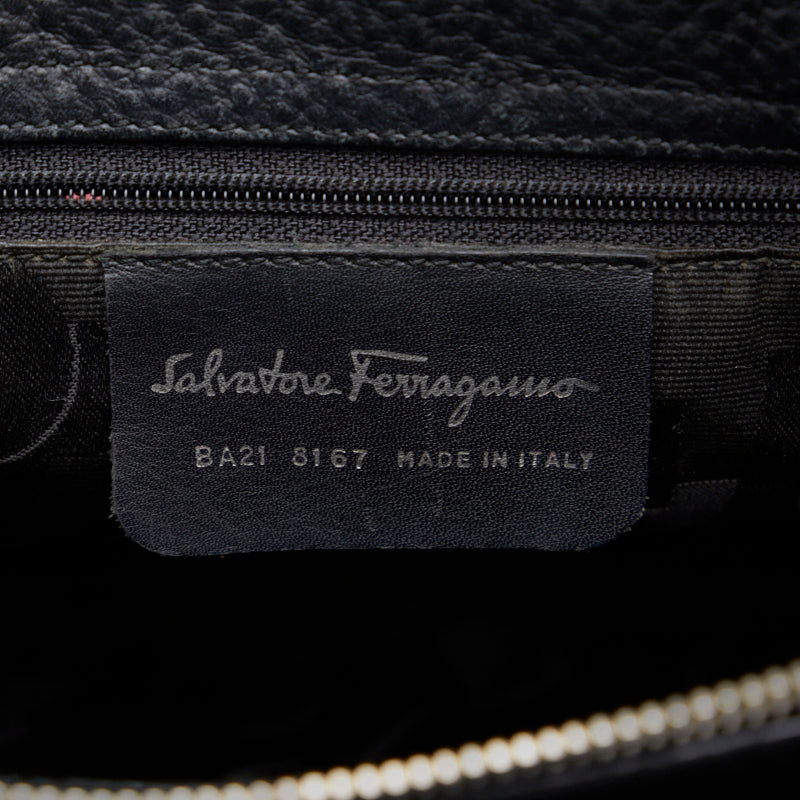 Salvatore Ferragamo
BA21 8167 MADE IN ITALY